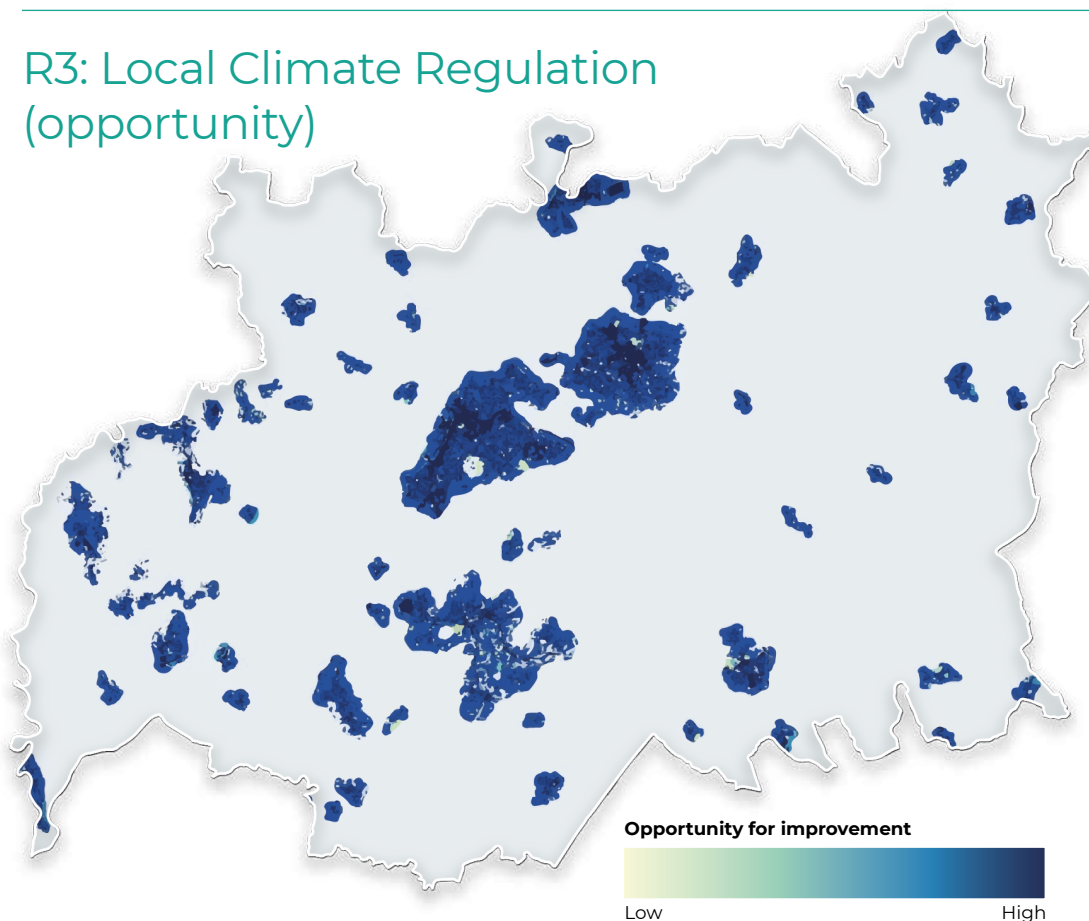 R3: Local Climate Regulation
(opportunity)
Opportunity for improvement
Low
High